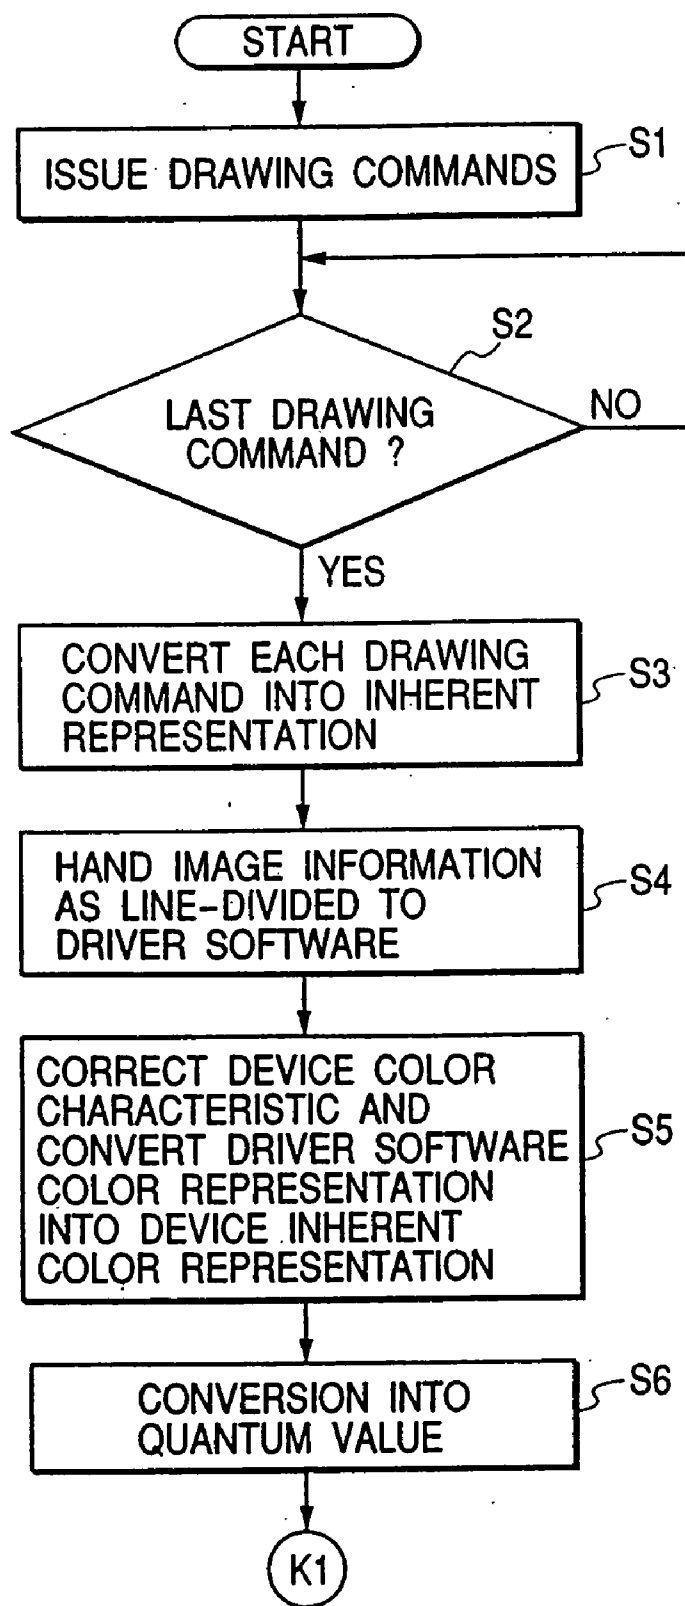 START
ISSUE DRAWING COMMANDS
S1
S2
LAST DRAWING
COMMAND ?
NO
YES
CONVERT EACH DRAWING
COMMAND INTO INHERENT
REPRESENTATION
S3
HAND IMAGE INFORMATION
AS LINE-DIVIDED TO
DRIVER SOFTWARE
S4
CORRECT DEVICE COLOR
CHARACTERISTIC AND
CONVERT DRIVER SOFTWARE
COLOR REPRESENTATION
INTO DEVICE INHERENT
COLOR REPRESENTATION
S5
CONVERSION INTO
QUANTUM VALUE
S6
K1